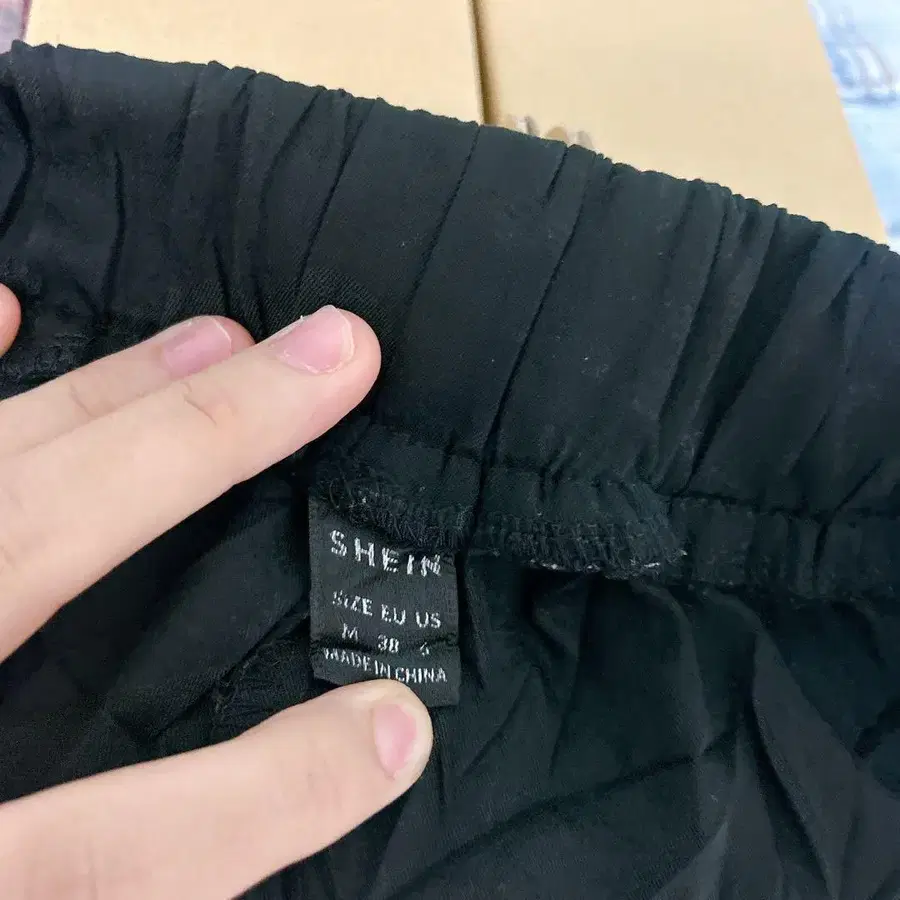 SHEIN
SIZE EU US
M 38 6
MADE IN CHINA